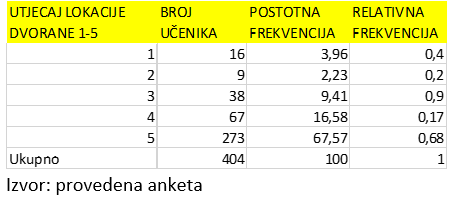 UTJECAJ LOKACIJE DVORANE 1-5 BROJ UČENIKA POSTOTNA FREKVENCIJA RELATIVNA FREKVENCIJA
1 16 3,96 0,4
2 9 2,23 0,2
3 38 9,41 0,9
4 67 16,58 0,17
5 273 67,57 0,68
Ukupno 404 100 1
Izvor: provedena anketa